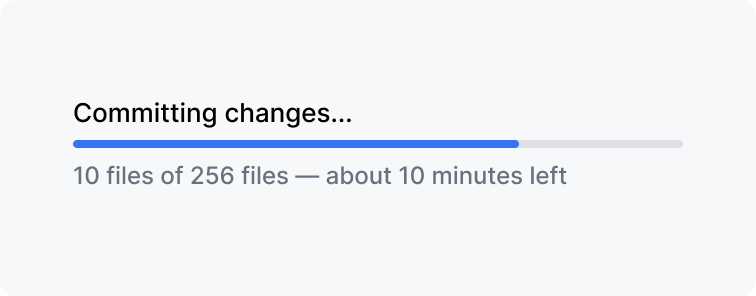 Committing changes...
10 files of 256 files — about 10 minutes left